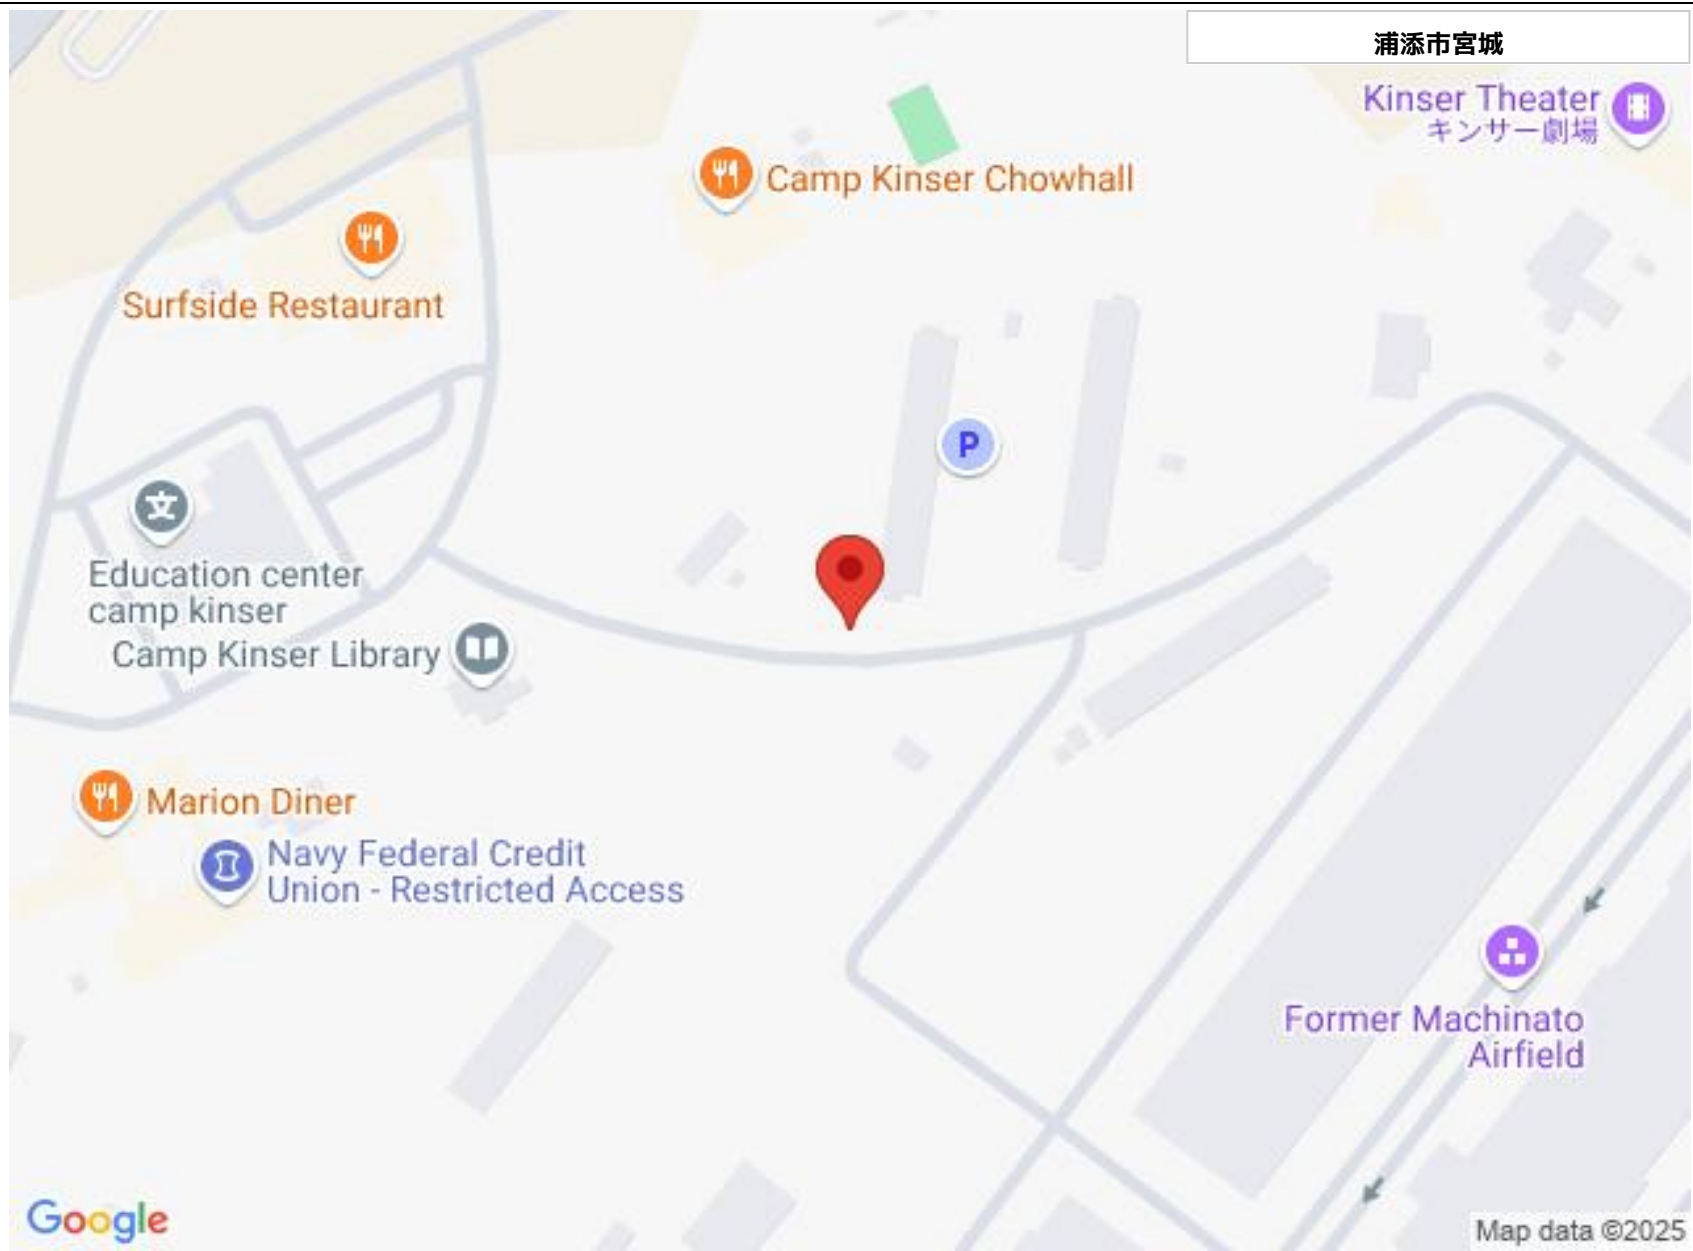 浦添市宮城
Kinser Theater
キンサー劇場
Camp Kinser Chowhall
Surfside Restaurant
P
文
Education center
camp kinser
Camp Kinser Library
Marion Diner
Navy Federal Credit
Union - Restricted Access
Former Machinato
Airfield
Google
Map data ©2025